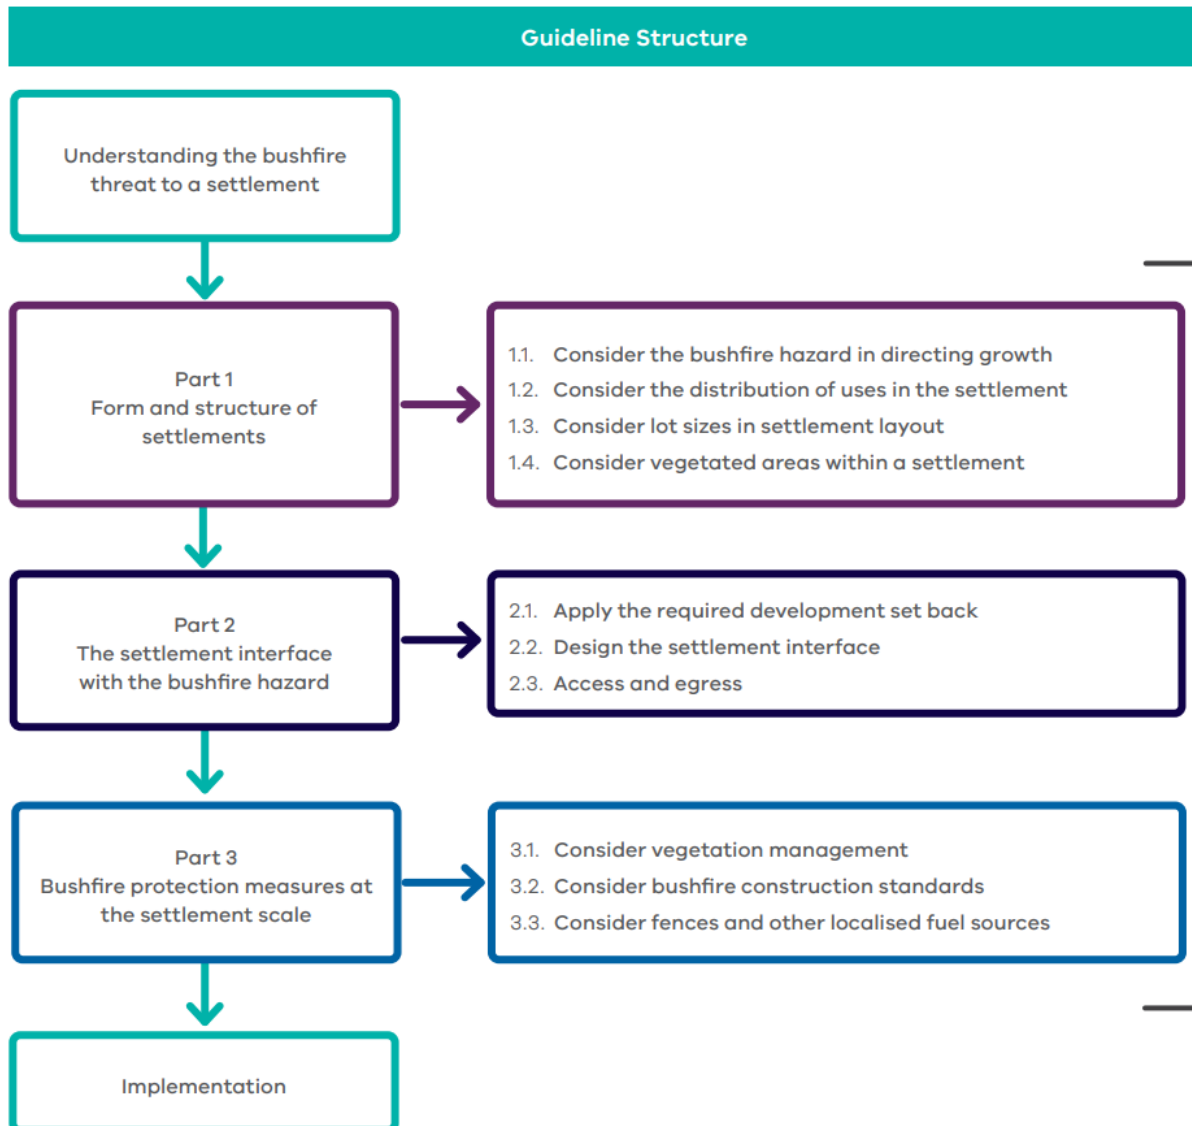 Guideline Structure
Understanding the bushfire
threat to a settlement
Part 1
Form and structure of
settlements
1.1. Consider the bushfire hazard in directing growth
1.2. Consider the distribution of uses in the settlement
1.3. Consider lot sizes in settlement layout
1.4. Consider vegetated areas within a settlement
Part 2
The settlement interface
with the bushfire hazard
2.1. Apply the required development set back
2.2. Design the settlement interface
2.3. Access and egress
Part 3
Bushfire protection measures at
the settlement scale
3.1. Consider vegetation management
3.2. Consider bushfire construction standards
3.3. Consider fences and other localised fuel sources
Implementation